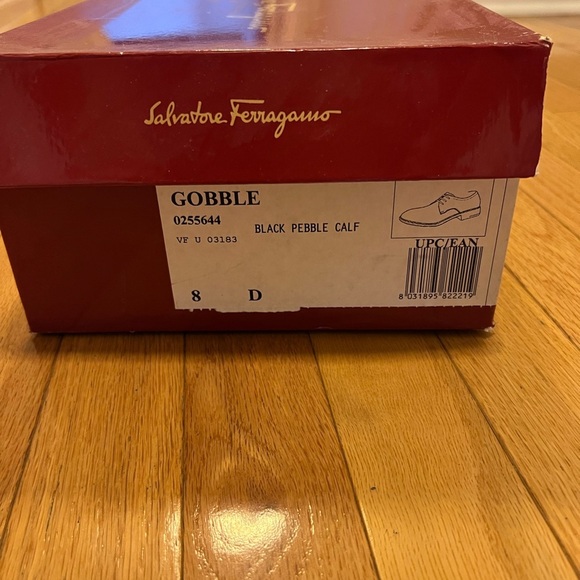 Salvatore Ferragamo
GOBBLE
0255644
VF U 03183
BLACK PEBBLE CALF
UPC/EAN
8 031895 822219
8 D